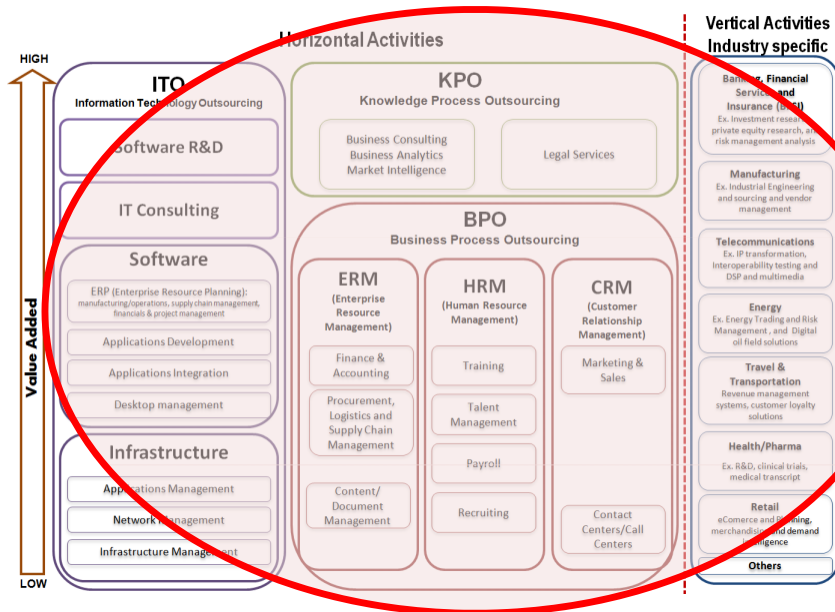 Horizontal Activities
Vertical Activities
Industry specific
HIGH
Value Added
LOW
ITO
Information Technology Outsourcing
Software R&D
IT Consulting
Software
ERP (Enterprise Resource Planning):
manufacturing/operations, supply chain management,
financials & project management
Applications Development
Applications Integration
Desktop management
Infrastructure
Applications Management
Network Management
Infrastructure Management
KPO
Knowledge Process Outsourcing
Business Consulting
Business Analytics
Market Intelligence
Legal Services
BPO
Business Process Outsourcing
ERM
(Enterprise
Resource
Management)
Finance &
Accounting
Procurement,
Logistics and
Supply Chain
Management
Content/
Document
Management
HRM
(Human Resource
Management)
Training
Talent
Management
Payroll
Recruiting
CRM
(Customer
Relationship
Management)
Marketing
& Sales
Contact
Centers/Call
Centers
Banking, Financial
Services and
Insurance (BFSI)
Ex. Investment research,
private equity research, and
risk management analysis
Manufacturing
Ex. Industrial Engineering
and sourcing and vendor
management
Telecommunications
Ex. IP transformation,
Interoperability testing and
DSP and multimedia
Energy
Ex. Energy Trading and Risk
Management , and Digital
oil field solutions
Travel &
Transportation
Revenue management
systems, customer loyalty
solutions
Health/Pharma
Ex. R&D, clinical trials,
medical transcript
Retail
eComerce and Planning,
merchandising and demand
intelligence
Others